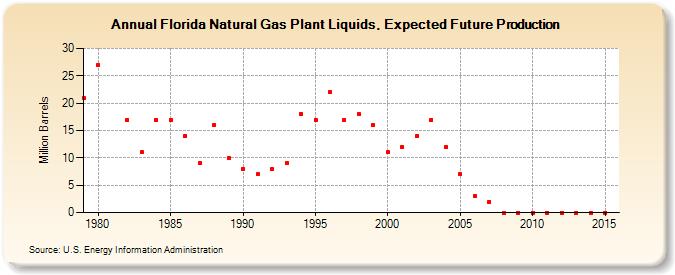 Annual Florida Natural Gas Plant Liquids, Expected Future Production
Million Barrels
30
25
20
15
10
5
0
1980 1985 1990 1995 2000 2005 2010 2015
Source: U.S. Energy Information Administration